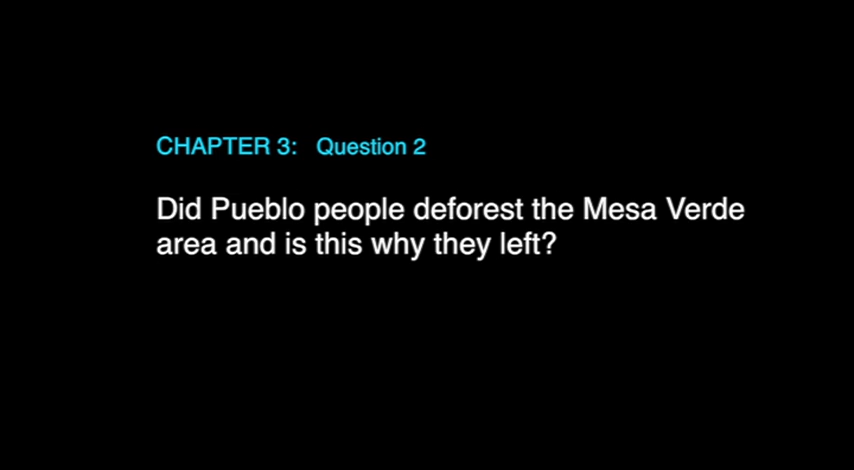 CHAPTER 3: Question 2
Did Pueblo people deforest the Mesa Verde
area and is this why they left?